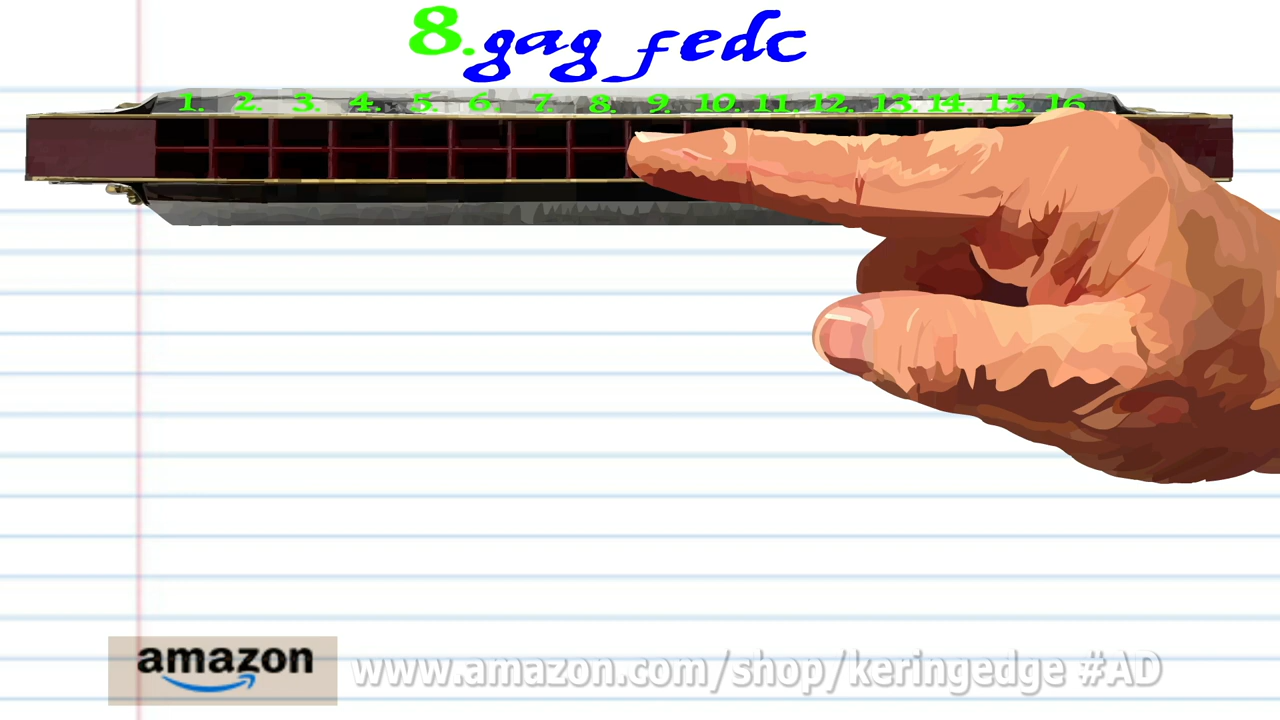 8. gag fedc
1. 2. 3. 4. 5. 6. 7. 8. 9. 10. 11. 12. 13. 14. 15. 16.
amazon www.amazon.com/shop/keringedge #AD